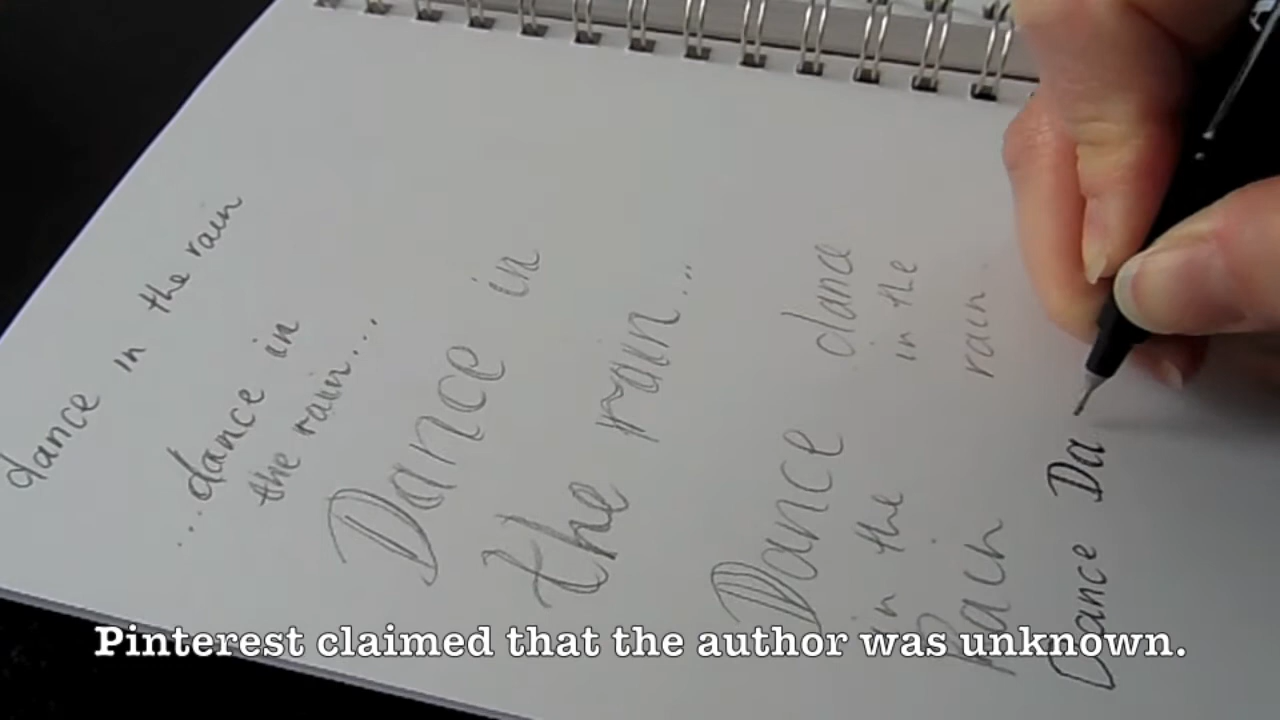 dance in the rain
...dance in
the rain...
Dance in
the rain...
Dance
in the
Rain
dance
in the
rain.
Dance Da
Pinterest claimed that the author was unknown.